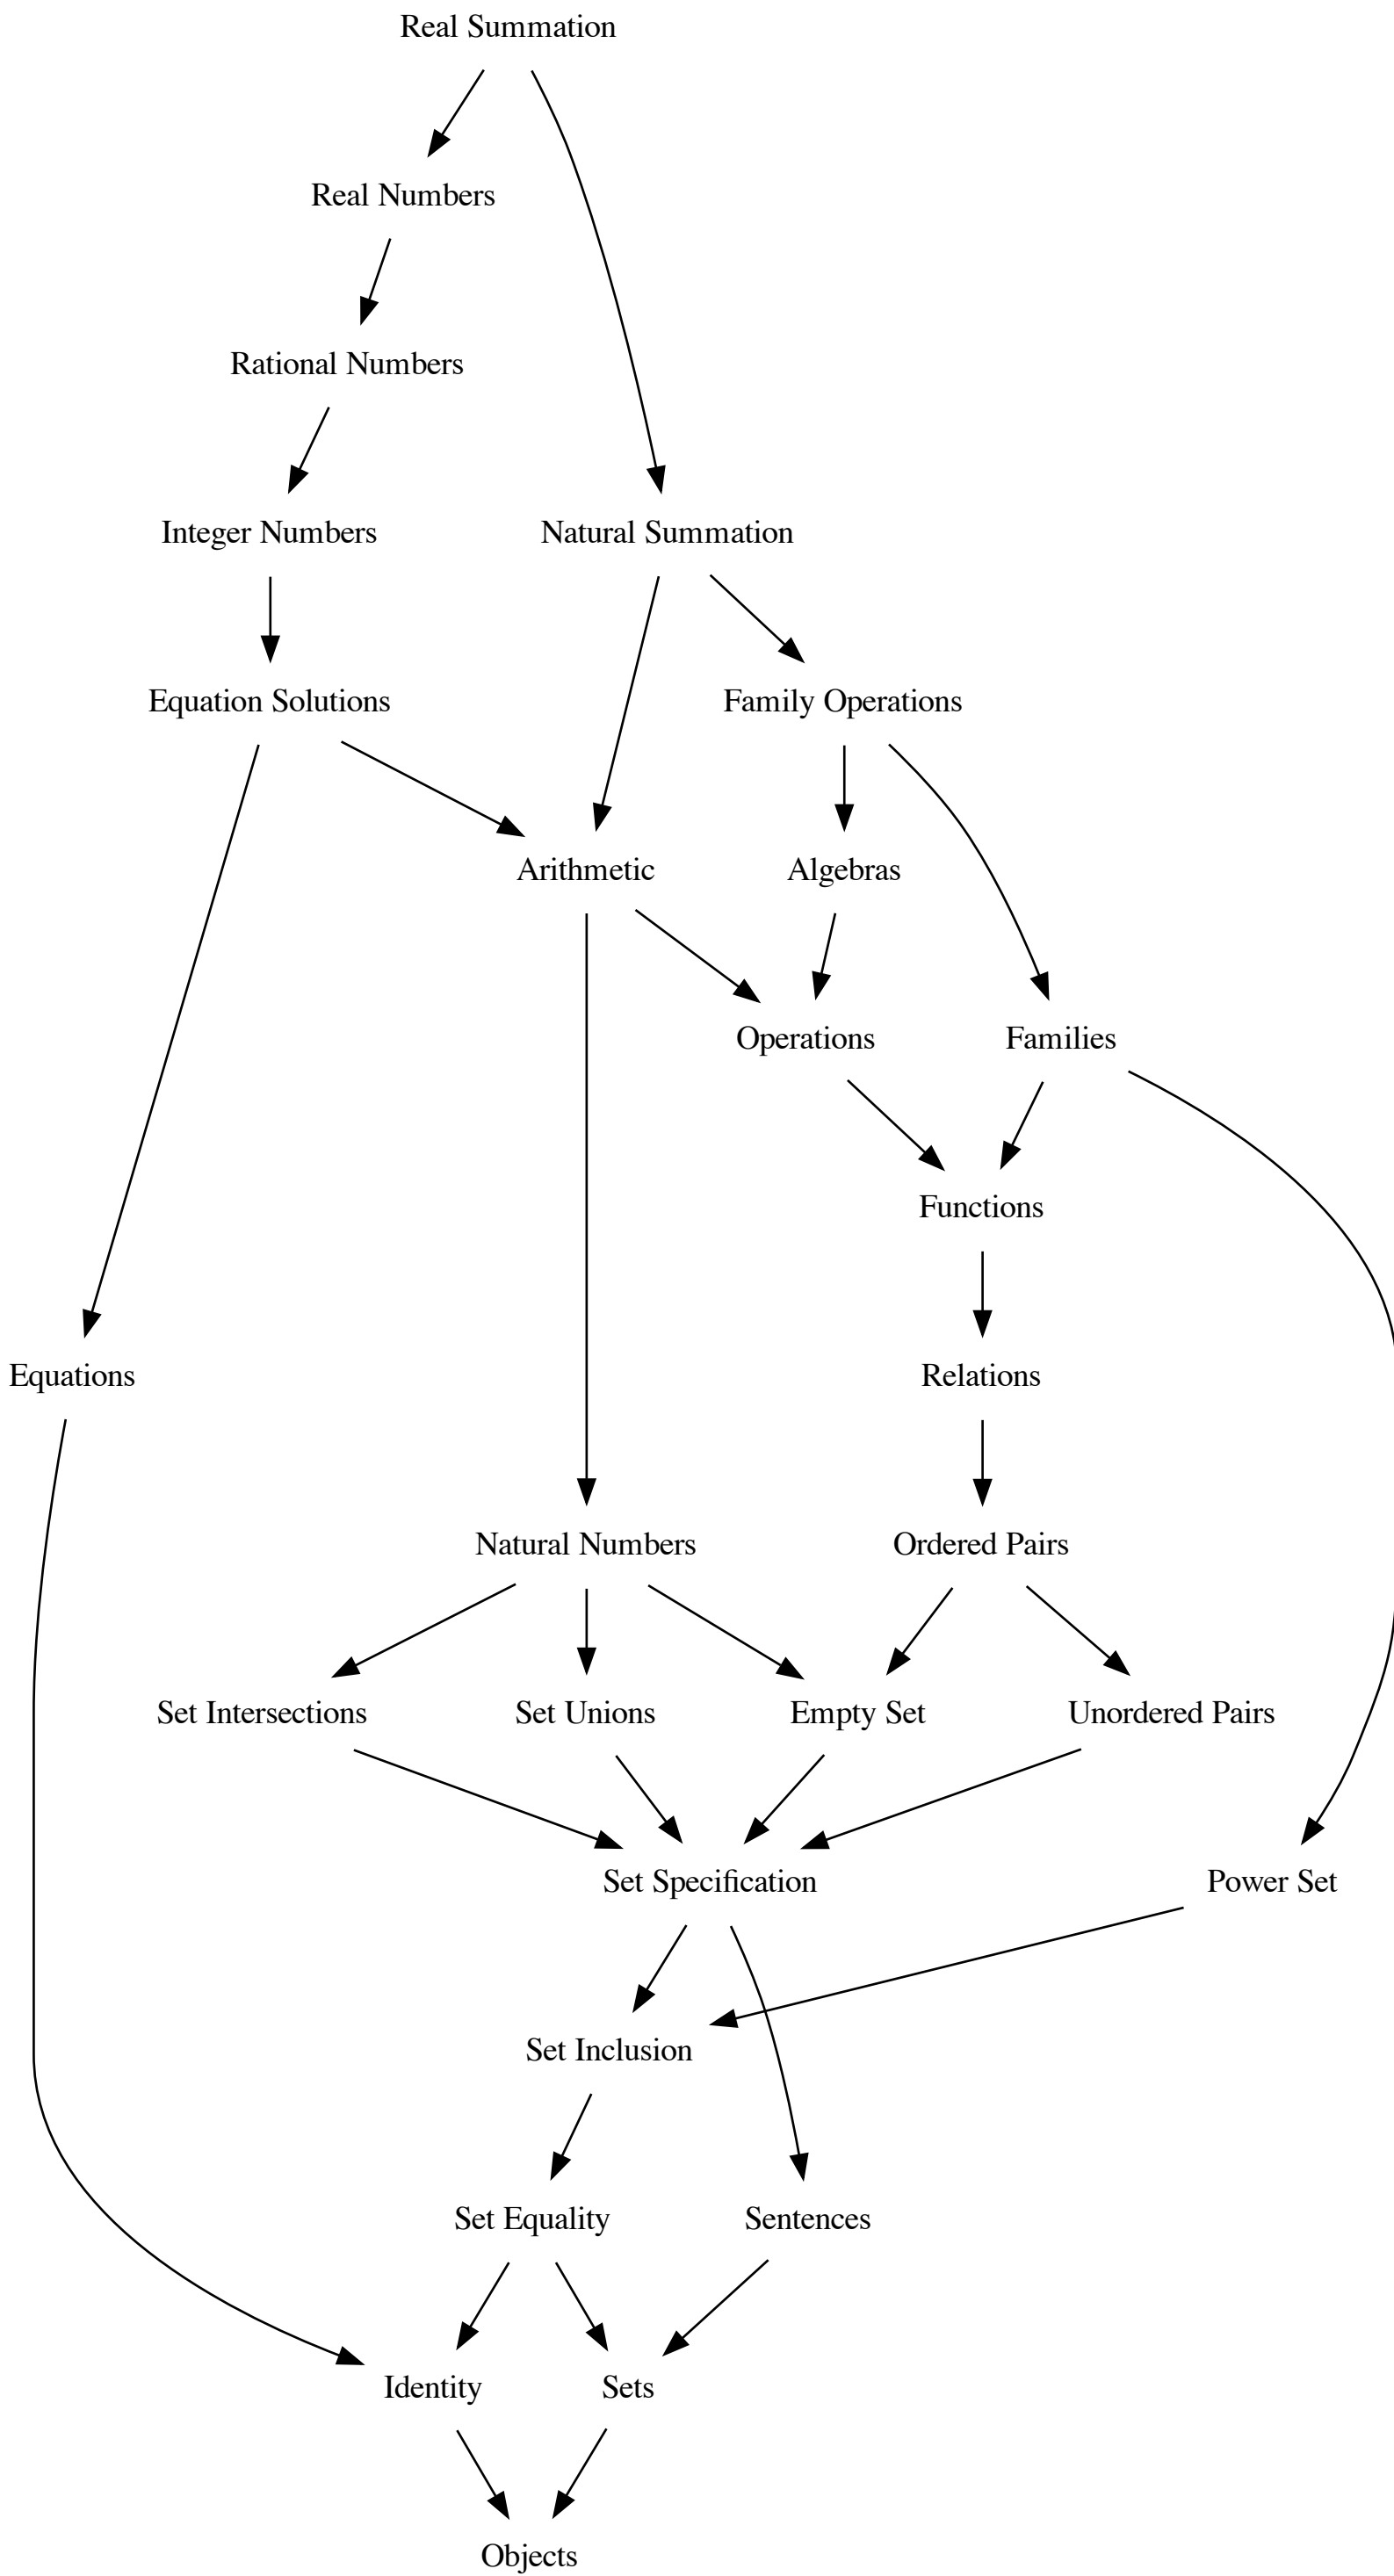 Real Summation
Real Numbers
Rational Numbers
Integer Numbers
Natural Summation
Equation Solutions
Family Operations
Arithmetic
Algebras
Operations
Families
Functions
Equations
Relations
Natural Numbers
Ordered Pairs
Set Intersections
Set Unions
Empty Set
Unordered Pairs
Set Specification
Power Set
Set Inclusion
Set Equality
Sentences
Identity
Sets
Objects